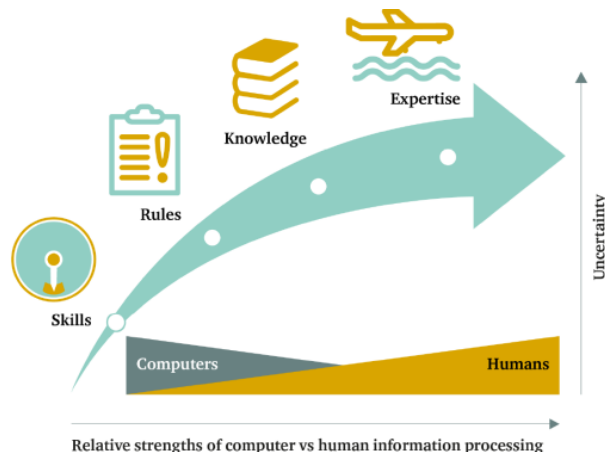 Expertise
Knowledge
Rules
Skills
Computers
Humans
Uncertainty
Relative strengths of computer vs human information processing